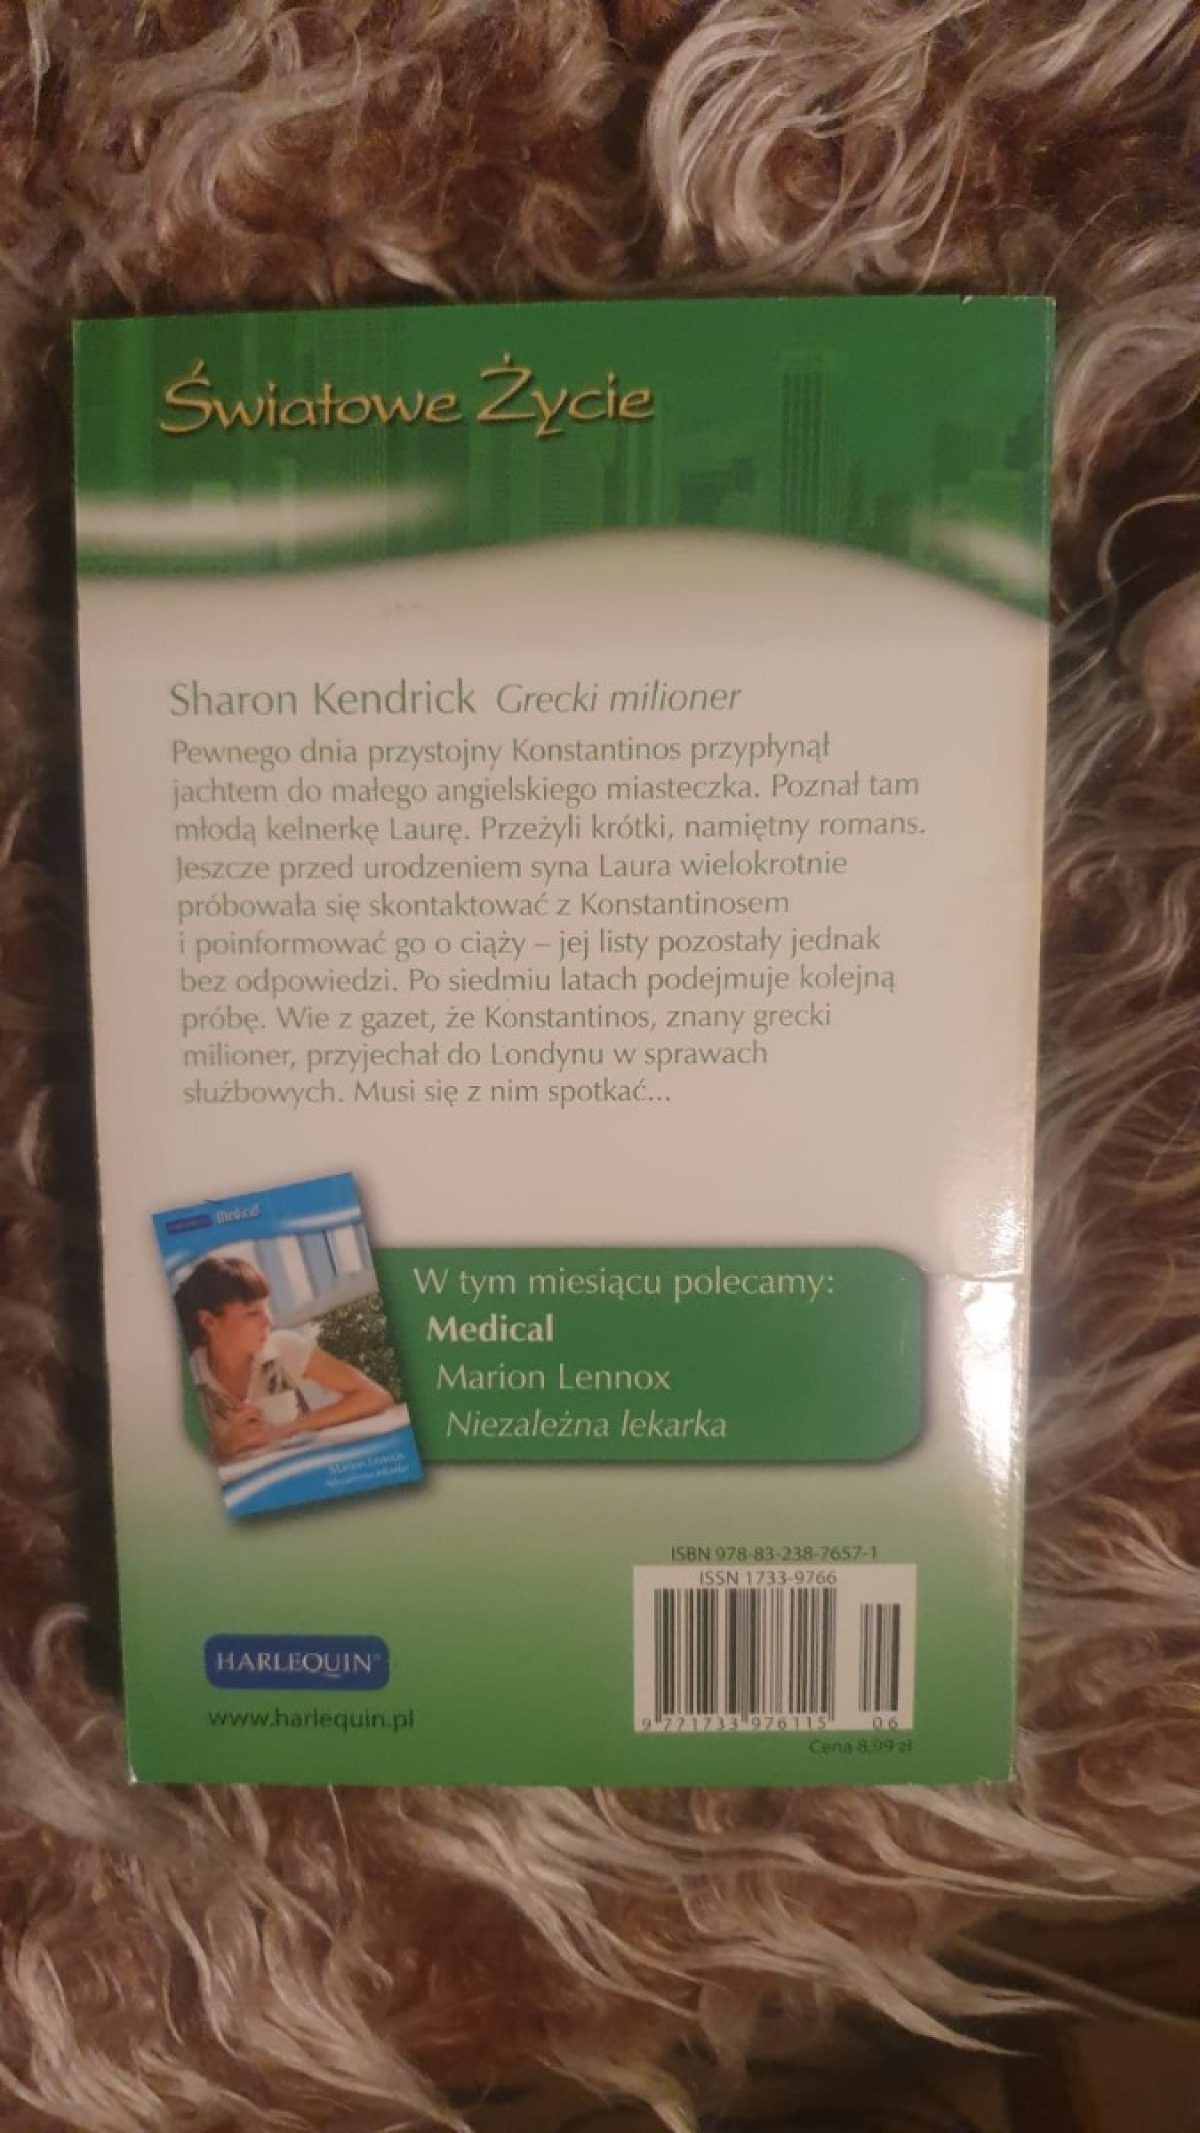 Światowe Życie
Sharon Kendrick Grecki milioner
Pewnego dnia przystojny Konstantinos przypłynął
jachtem do małego angielskiego miasteczka. Poznał tam
młodą kelnerkę Laurę. Przeżyli krótki, namiętny romans.
Jeszcze przed urodzeniem syna Laura wielokrotnie
próbowała się skontaktować z Konstantinosem
i poinformować go o ciąży – jej listy pozostały jednak
bez odpowiedzi. Po siedmiu latach podejmuje kolejną
próbę. Wie z gazet, że Konstantinos, znany grecki
milioner, przyjechał do Londynu w sprawach
służbowych. Musi się z nim spotkać...
Medical
Marion Lennox
Niezależna lekarka
W tym miesiącu polecamy:
Medical
Marion Lennox
Niezależna lekarka
ISBN 978-83-238-7657-1
ISSN 1733-9766
9 771733 976115 06
Cena 8,99 zł
HARLEQUIN®
www.harlequin.pl